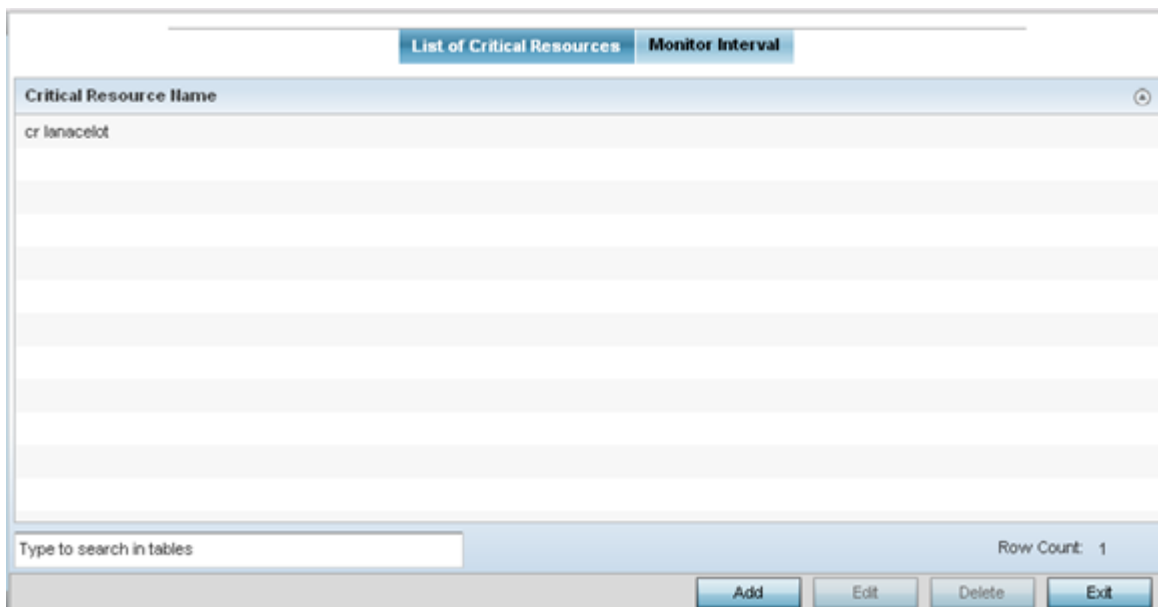 List of Critical Resources Monitor Interval
Critical Resource Name
cr lanacelot
Type to search in tables Row Count: 1
Add Edit Delete Exit